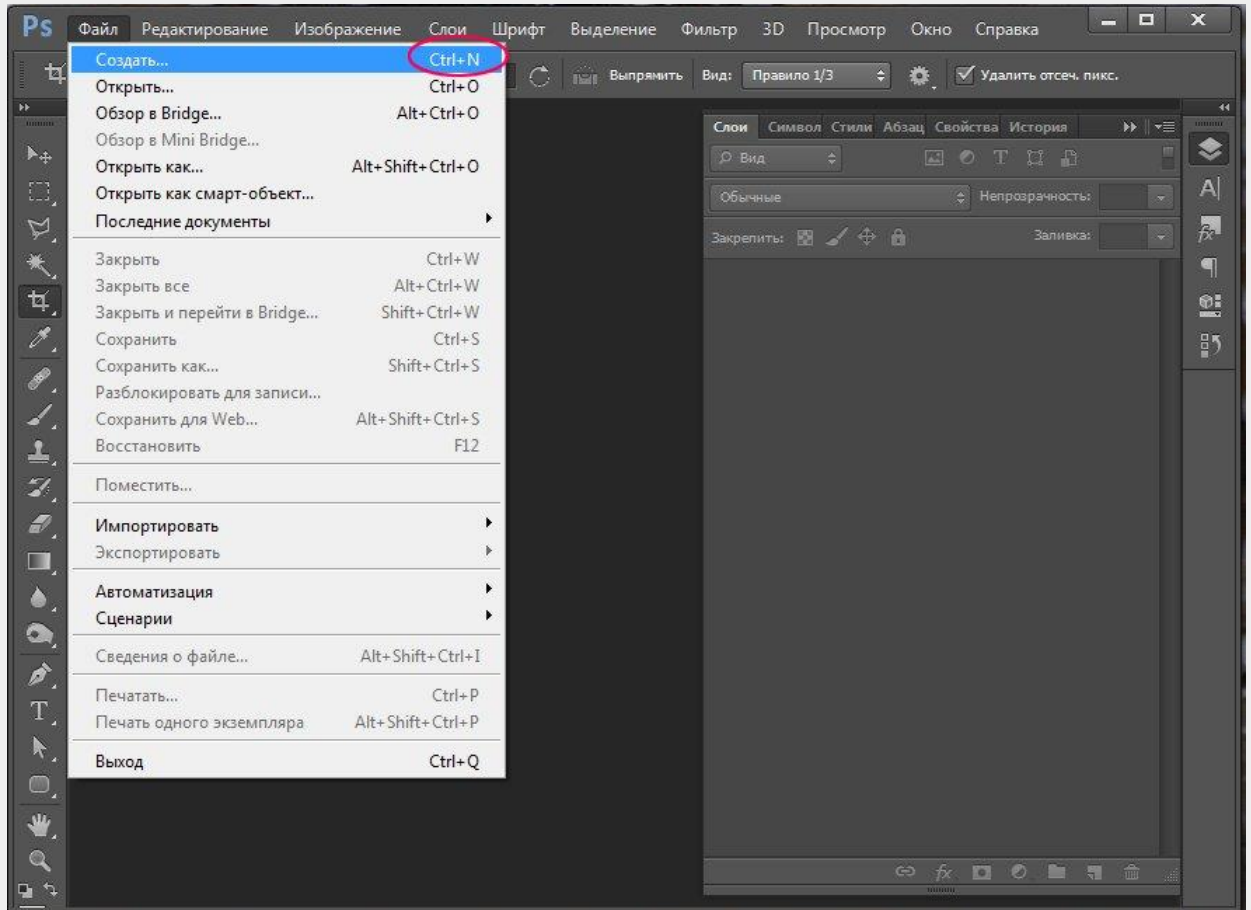 Ps Файл Редактирование Изображение Слои Шрифт Выделение Фильтр 3D Просмотр Окно Справка
Выпрямить Вид: Правило 1/3 Удалить отсеч. пикс.
Создать... Ctrl+N
Открыть... Ctrl+O
Обзор в Bridge... Alt+Ctrl+O
Обзор в Mini Bridge...
Открыть как... Alt+Shift+Ctrl+O
Открыть как смарт-объект...
Последние документы
Закрыть Ctrl+W
Закрыть все Alt+Ctrl+W
Закрыть и перейти в Bridge... Shift+Ctrl+W
Сохранить Ctrl+S
Сохранить как... Shift+Ctrl+S
Разблокировать для записи...
Сохранить для Web... Alt+Shift+Ctrl+S
Восстановить F12
Поместить...
Импортировать
Экспортировать
Автоматизация
Сценарии
Сведения о файле... Alt+Shift+Ctrl+I
Печатать... Ctrl+P
Печать одного экземпляра Alt+Shift+Ctrl+P
Выход Ctrl+Q
Слои Символ Стили Абзац Свойства История
Вид
Обычные Непрозрачность:
Закрепить: Заливка: